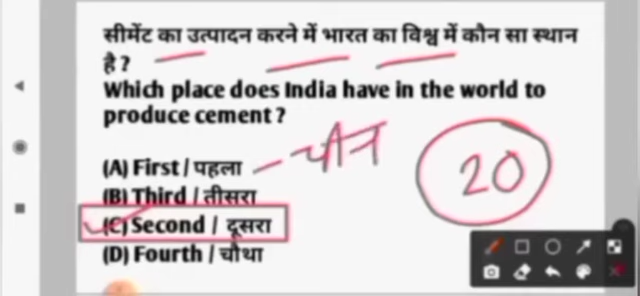 सीमेंट का उत्पादन करने में भारत का विश्व में कौन सा स्थान
है ?
Which place does India have in the world to
produce cement ?
(A) First / पहला - चीन
(B) Third / तीसरा
(C) Second / दूसरा
(D) Fourth / चौथा
20